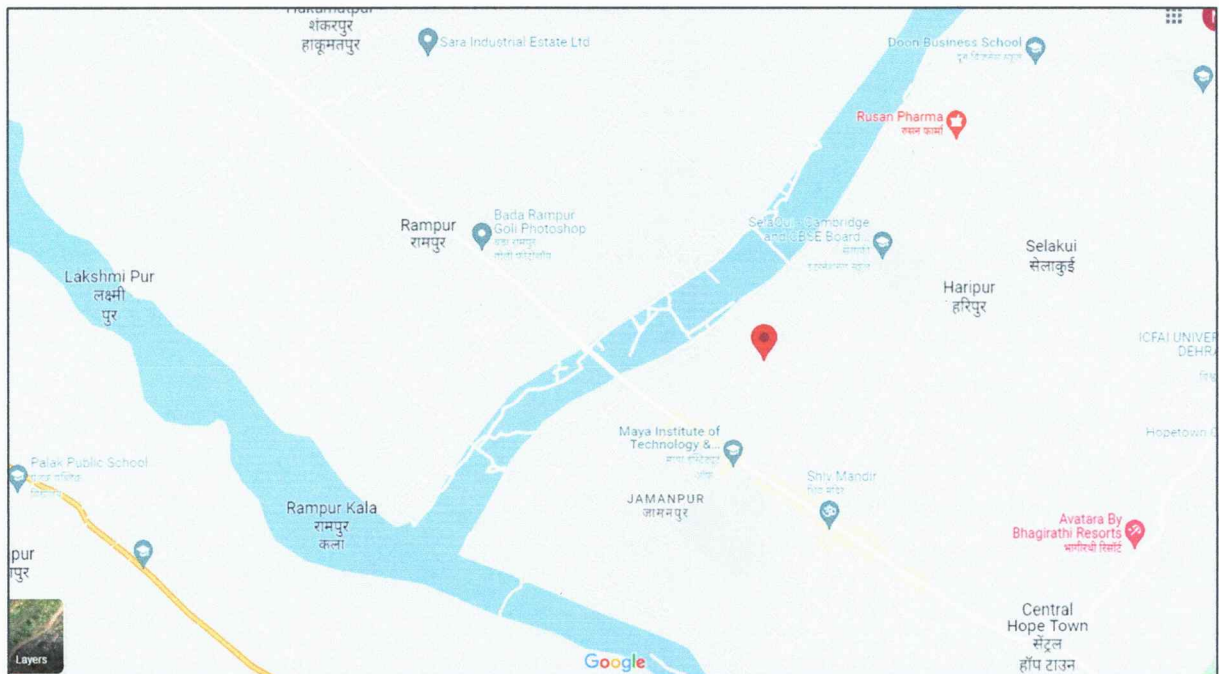 शंकरपुर
हाकूमतपुर
Sara Industrial Estate Ltd
Doon Business School
Rusan Pharma
रुसान फार्मा
Rampur
रामपुर
Bada Rampur
Goli Photoshop
बडा रामपुर
and CBSE Board...
Selakui
सेलाकुई
Haripur
हरिपुर
Lakshmi Pur
लक्ष्मी
पुर
ICFAI UNIVER
DEHRA
Maya Institute of
Technology &...
Hopetown
Palak Public School
Shiv Mandir
शिव मंदिर
JAMANPUR
जामनपुर
Rampur Kala
रामपुर
कला
Avatara By
Bhagirathi Resorts
भागीरथी रिसॉर्ट
pur
Central
Hope Town
सेंट्रल
हॉप टाउन
Layers
Google